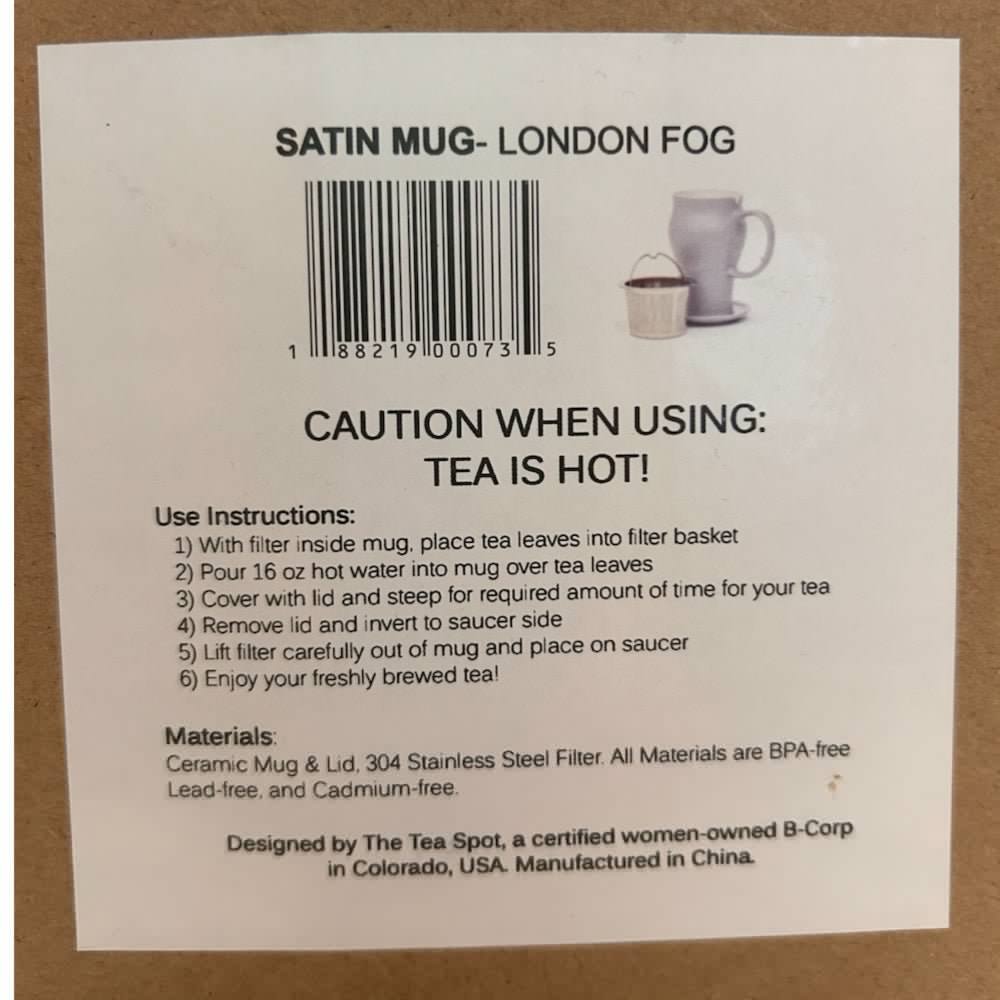 SATIN MUG- LONDON FOG
1 88219 00073 5
CAUTION WHEN USING:
TEA IS HOT!
Use Instructions:
1) With filter inside mug, place tea leaves into filter basket
2) Pour 16 oz hot water into mug over tea leaves
3) Cover with lid and steep for required amount of time for your tea
4) Remove lid and invert to saucer side
5) Lift filter carefully out of mug and place on saucer
6) Enjoy your freshly brewed tea!
Materials:
Ceramic Mug & Lid, 304 Stainless Steel Filter. All Materials are BPA-free
Lead-free, and Cadmium-free.
Designed by The Tea Spot, a certified women-owned B-Corp
in Colorado, USA. Manufactured in China.